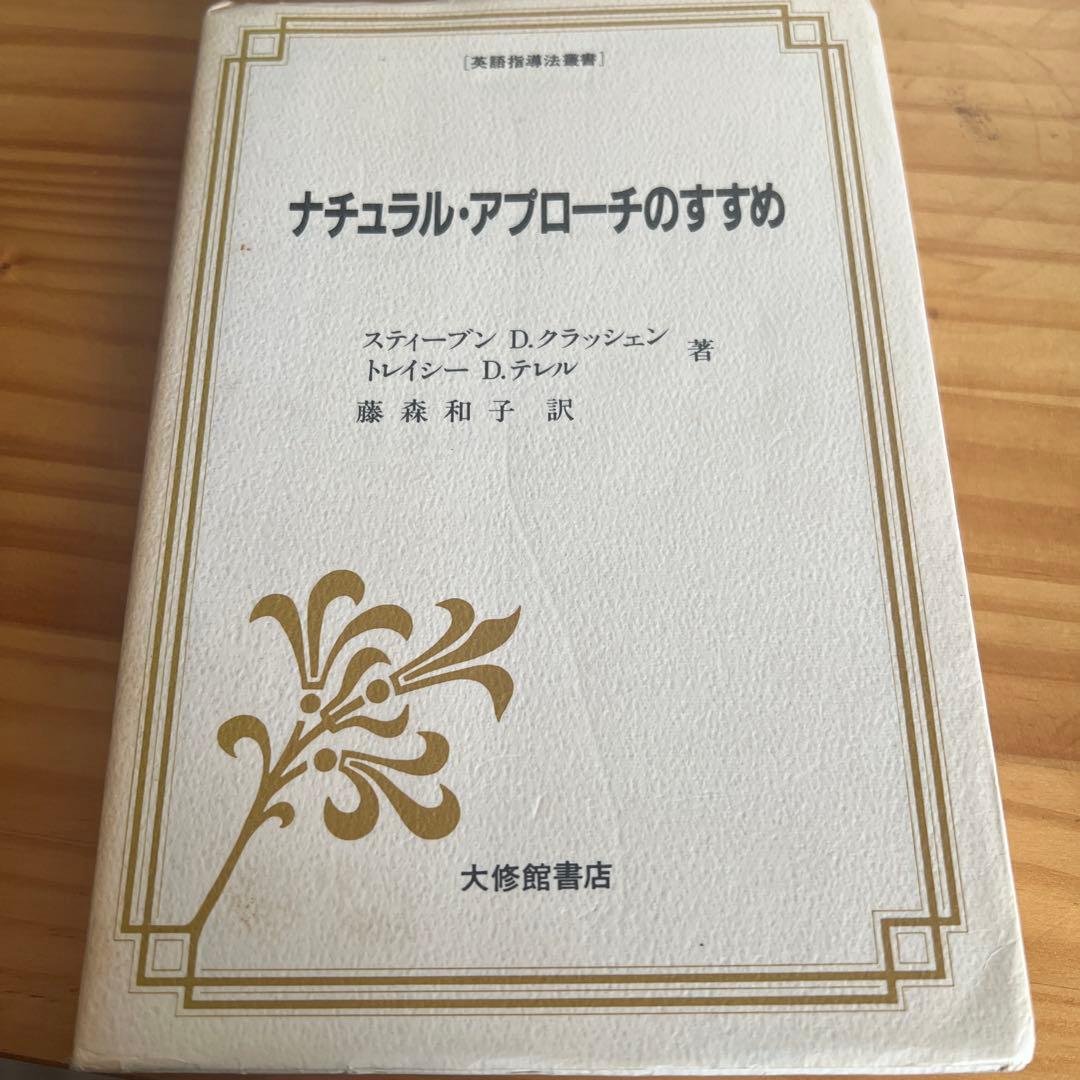 [英語指導法叢書]
ナチュラル・アプローチのすすめ
スティーブン D.クラッシェン
トレイシー D.テレル
著
藤森和子 訳
大修館書店